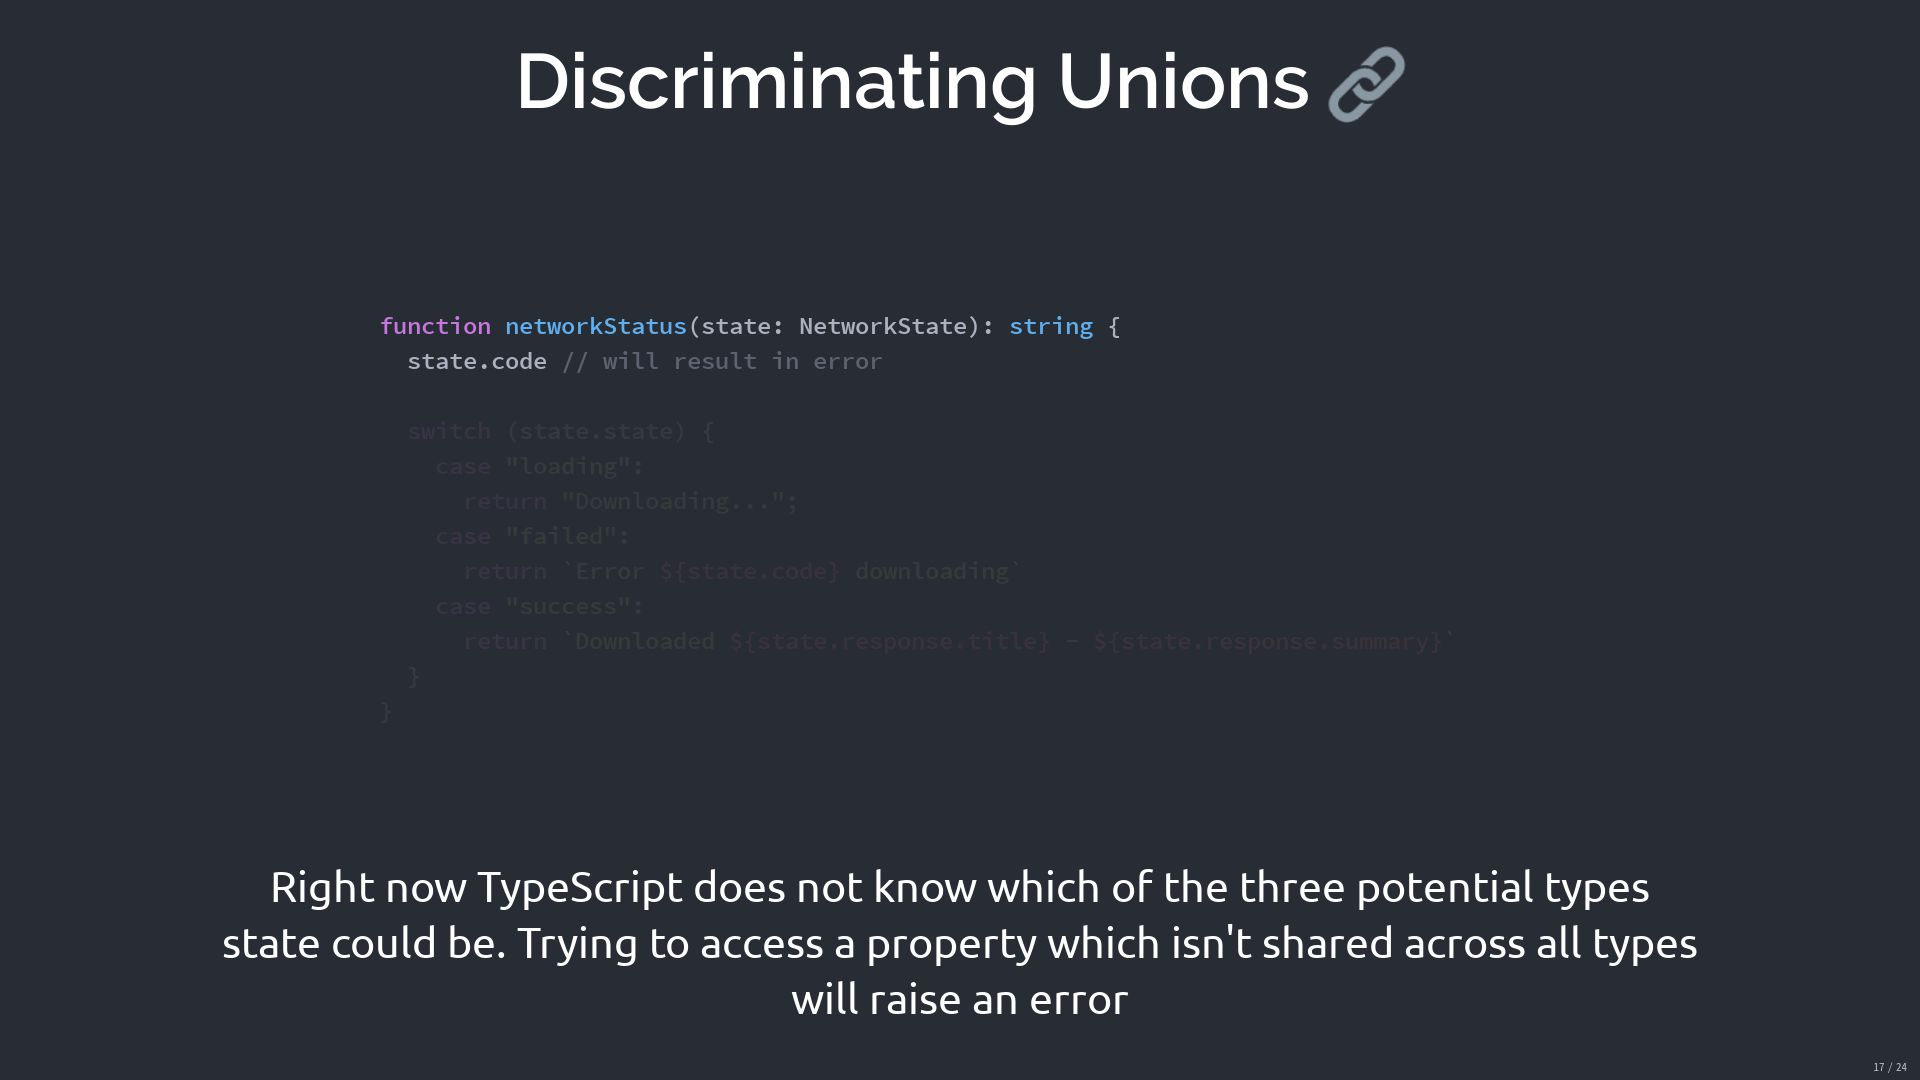 Discriminating Unions 🔗
function networkStatus(state: NetworkState): string {
  state.code // will result in error
  switch (state.state) {
    case "loading":
      return "Downloading...";
    case "failed":
      return `Error ${state.code} downloading`
    case "success":
      return `Downloaded ${state.response.title} - ${state.response.summary}`
  }
}
Right now TypeScript does not know which of the three potential types
state could be. Trying to access a property which isn't shared across all types
will raise an error
17 / 24